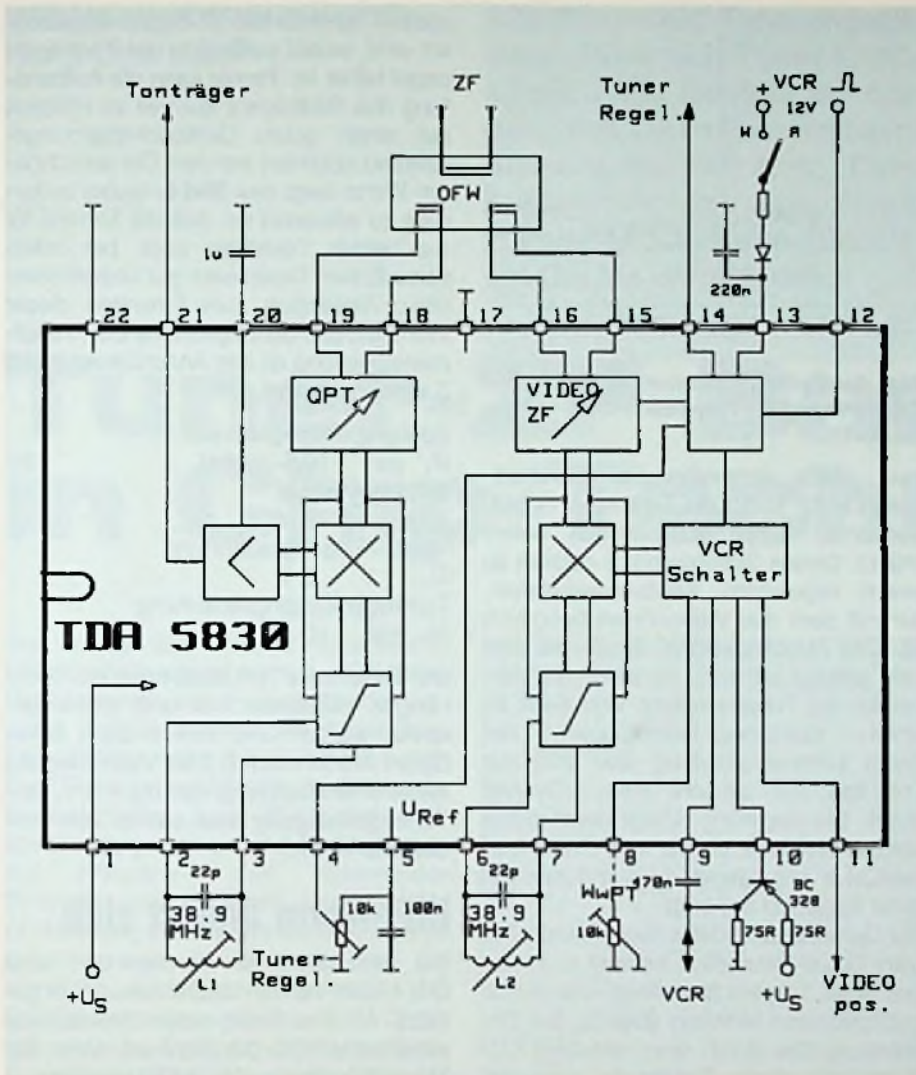 Tonträger
ZF
Tuner
Regel.
+ VCR
12V
W A
1u
OFW
220n
22 21 20 19 18 17 16 15 14 13 12
QPT
VIDEO
ZF
VCR
Schalter
TDA 5830
URef
1 2 3 4 5 6 7 8 9 10 11
22p
38.9
MHz
L1
10k
100n
Tuner
Regel.
22p
38.9
MHz
L2
WwPT
10k
470n
BC
328
75R
75R
+US
VCR
+US
VIDEO
pos.